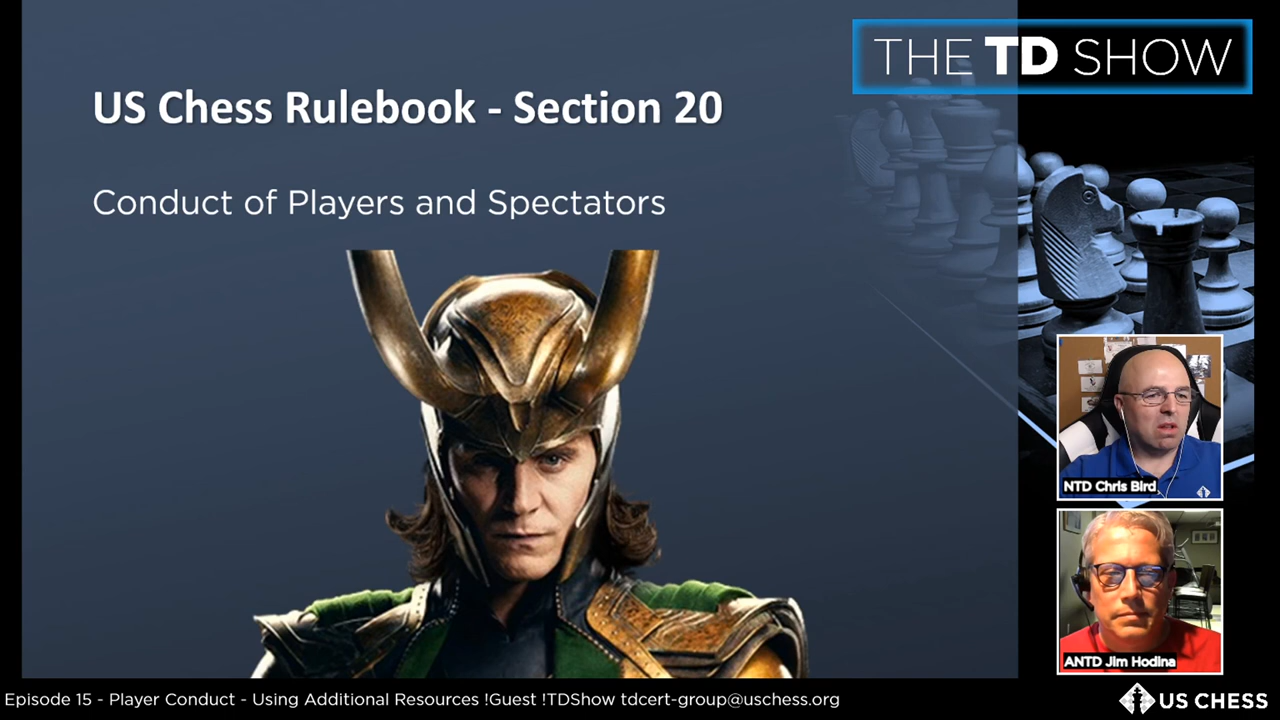 THE TD SHOW
US Chess Rulebook - Section 20
Conduct of Players and Spectators
NTD Chris Bird
ANTD Jim Hodina
Episode 15 - Player Conduct - Using Additional Resources !Guest !TDShow tdcert-group@uschess.org
US CHESS